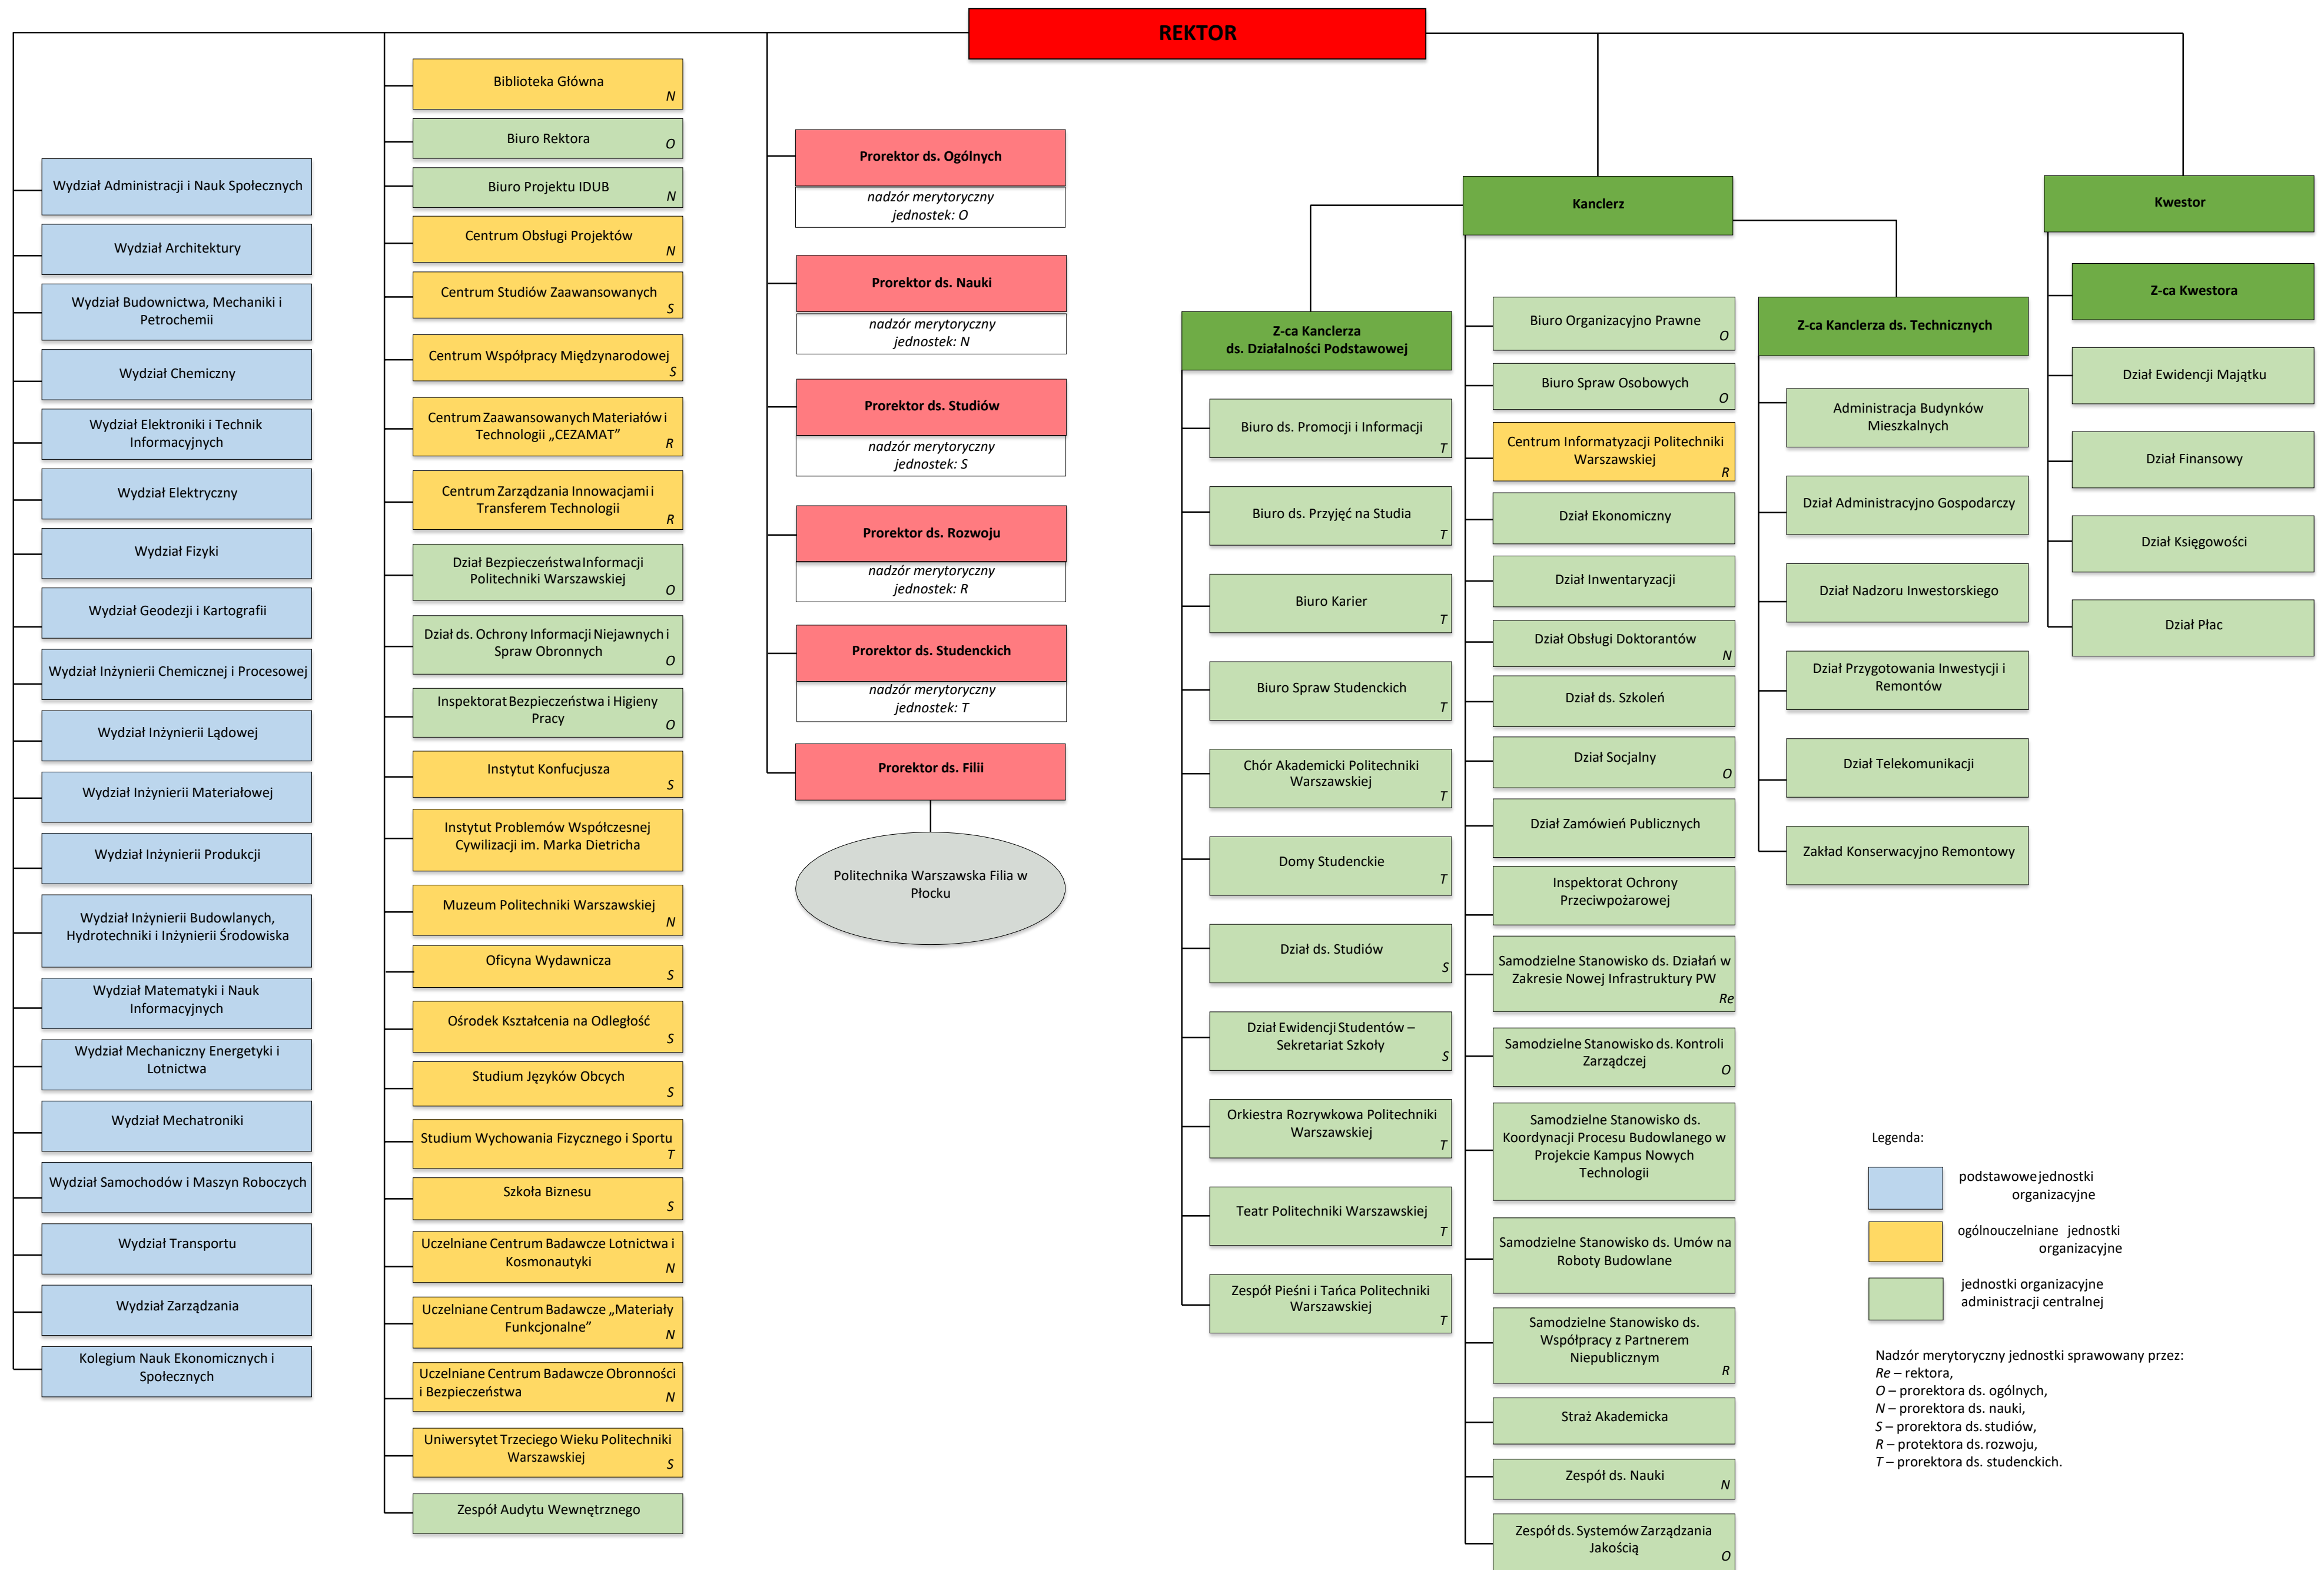 REKTOR
Wydział Administracji i Nauk Społecznych
Wydział Architektury
Wydział Budownictwa, Mechaniki i
Petrochemii
Wydział Chemiczny
Wydział Elektroniki i Technik
Informacyjnych
Wydział Elektryczny
Wydział Fizyki
Wydział Geodezji i Kartografii
Wydział Inżynierii Chemicznej i Procesowej
Wydział Inżynierii Lądowej
Wydział Inżynierii Materiałowej
Wydział Inżynierii Produkcji
Wydział Inżynierii Budowlanych,
Hydrotechniki i Inżynierii Środowiska
Wydział Matematyki i Nauk
Informacyjnych
Wydział Mechaniczny Energetyki i
Lotnictwa
Wydział Mechatroniki
Wydział Samochodów i Maszyn Roboczych
Wydział Transportu
Wydział Zarządzania
Kolegium Nauk Ekonomicznych i
Społecznych
Biblioteka Główna
N
Biuro Rektora
O
Biuro Projektu IDUB
N
Centrum Obsługi Projektów
N
Centrum Studiów Zaawansowanych
S
Centrum Współpracy Międzynarodowej
S
Centrum Zaawansowanych Materiałów i
Technologii „CEZAMAT”
R
Centrum Zarządzania Innowacjami i
Transferem Technologii
R
Dział Bezpieczeństwa Informacji
Politechniki Warszawskiej
O
Dział ds. Ochrony Informacji Niejawnych i
Spraw Obronnych
O
Inspektorat Bezpieczeństwa i Higieny
Pracy
O
Instytut Konfucjusza
S
Instytut Problemów Współczesnej
Cywilizacji im. Marka Dietricha
Muzeum Politechniki Warszawskiej
N
Oficyna Wydawnicza
S
Ośrodek Kształcenia na Odległość
S
Studium Języków Obcych
S
Studium Wychowania Fizycznego i Sportu
T
Szkoła Biznesu
S
Uczelniane Centrum Badawcze Lotnictwa i
Kosmonautyki
N
Uczelniane Centrum Badawcze „Materiały
Funkcjonalne”
N
Uczelniane Centrum Badawcze Obronności
i Bezpieczeństwa
N
Uniwersytet Trzeciego Wieku Politechniki
Warszawskiej
S
Zespół Audytu Wewnętrznego
Prorektor ds. Ogólnych
nadzór merytoryczny
jednostek: O
Prorektor ds. Nauki
nadzór merytoryczny
jednostek: N
Prorektor ds. Studiów
nadzór merytoryczny
jednostek: S
Prorektor ds. Rozwoju
nadzór merytoryczny
jednostek: R
Prorektor ds. Studenckich
nadzór merytoryczny
jednostek: T
Prorektor ds. Filii
Politechnika Warszawska Filia w
Płocku
Kanclerz
Z-ca Kanclerza
ds. Działalności Podstawowej
Biuro ds. Promocji i Informacji
T
Biuro ds. Przyjęć na Studia
T
Biuro Karier
T
Biuro Spraw Studenckich
T
Chór Akademicki Politechniki
Warszawskiej
T
Domy Studenckie
T
Dział ds. Studiów
S
Dział Ewidencji Studentów –
Sekretariat Szkoły
S
Orkiestra Rozrywkowa Politechniki
Warszawskiej
T
Teatr Politechniki Warszawskiej
T
Zespół Pieśni i Tańca Politechniki
Warszawskiej
T
Biuro Organizacyjno Prawne
O
Biuro Spraw Osobowych
O
Centrum Informatyzacji Politechniki
Warszawskiej
R
Dział Ekonomiczny
Dział Inwentaryzacji
Dział Obsługi Doktorantów
N
Dział ds. Szkoleń
Dział Socjalny
O
Dział Zamówień Publicznych
Inspektorat Ochrony
Przeciwpożarowej
Samodzielne Stanowisko ds. Działań w
Zakresie Nowej Infrastruktury PW
Re
Samodzielne Stanowisko ds. Kontroli
Zarządczej
O
Samodzielne Stanowisko ds.
Koordynacji Procesu Budowlanego w
Projekcie Kampus Nowych
Technologii
Samodzielne Stanowisko ds. Umów na
Roboty Budowlane
Samodzielne Stanowisko ds.
Współpracy z Partnerem
Niepublicznym
R
Straż Akademicka
Zespół ds. Nauki
N
Zespół ds. Systemów Zarządzania
Jakością
O
Z-ca Kanclerza ds. Technicznych
Administracja Budynków
Mieszkalnych
Dział Administracyjno Gospodarczy
Dział Nadzoru Inwestorskiego
Dział Przygotowania Inwestycji i
Remontów
Dział Telekomunikacji
Zakład Konserwacyjno Remontowy
Kwestor
Z-ca Kwestora
Dział Ewidencji Majątku
Dział Finansowy
Dział Księgowości
Dział Płac
Legenda:
podstawowe jednostki
organizacyjne
ogólnouczelniane jednostki
organizacyjne
jednostki organizacyjne
administracji centralnej
Nadzór merytoryczny jednostki sprawowany przez:
Re – rektora,
O – prorektora ds. ogólnych,
N – prorektora ds. nauki,
S – prorektora ds. studiów,
R – protektora ds. rozwoju,
T – prorektora ds. studenckich.